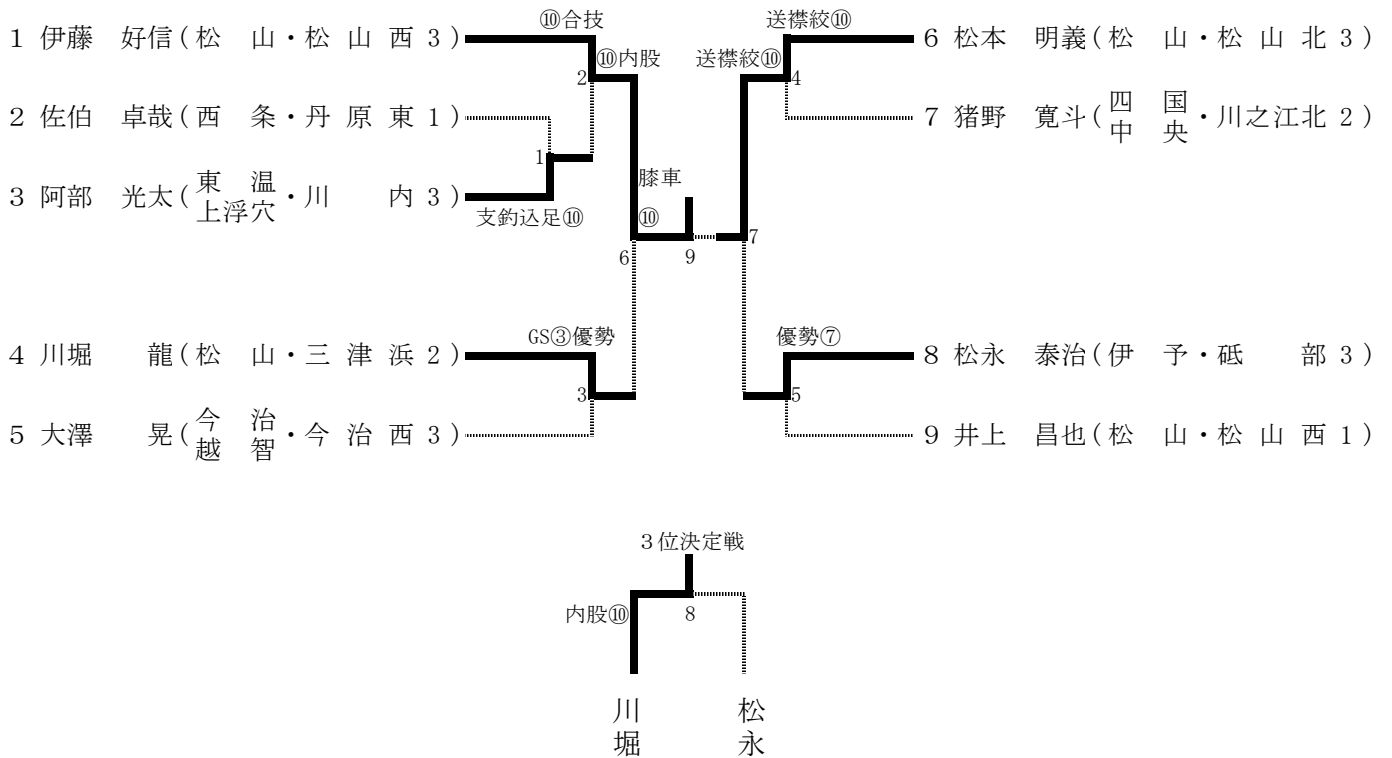 ⑩合技 送襟絞⑩
1 伊藤 好信(松 山・松 山 西 3) 6 松本 明義(松 山・松 山 北 3)
⑩内股 送襟絞⑩
2 4
2 佐伯 卓哉(西 条・丹 原 東 1) 7 猪野 寛斗(四国中央・川之江北 2)
1
3 阿部 光太(東温上浮穴・川 内 3) 膝車
支釣込足⑩ ⑩
6 9 7
GS③優勢 優勢⑦
4 川堀 龍(松 山・三 津 浜 2) 8 松永 泰治(伊 予・砥 部 3)
3 5
5 大澤 晃(今治越智・今 治 西 3) 9 井上 昌也(松 山・松 山 西 1)
3位決定戦
内股⑩ 8
川堀 松永